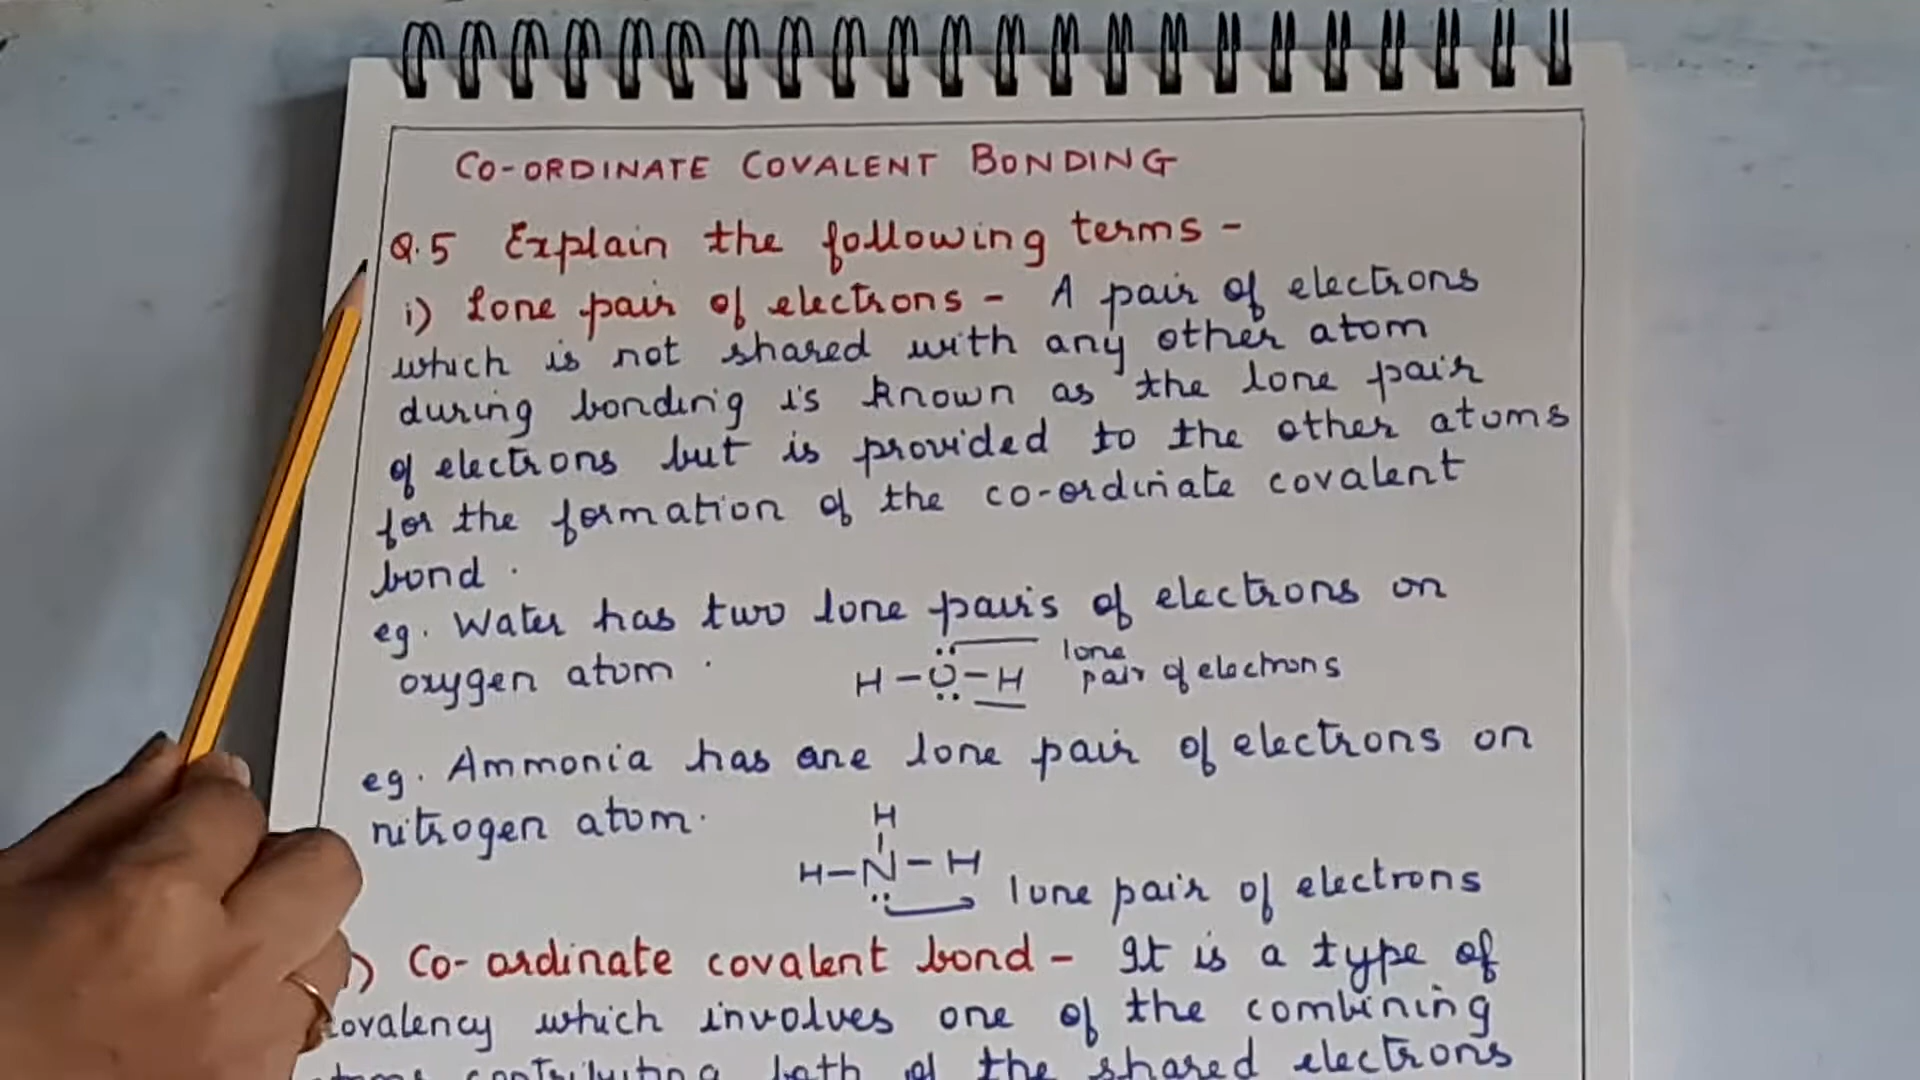 CO-ORDINATE COVALENT BONDING
Q.5 Explain the following terms -
i) Lone pair of electrons - A pair of electrons
which is not shared with any other atom
during bonding is known as the lone pair
of electrons but is provided to the other atoms
for the formation of the co-ordinate covalent
bond.
eg. Water has two lone pairs of electrons on
oxygen atom.
H-O-H lone pair of electrons
eg. Ammonia has one lone pair of electrons on
nitrogen atom.
H
H-N-H lone pair of electrons
) Co-ordinate covalent bond - It is a type of
covalency which involves one of the combining
both of the shared electrons